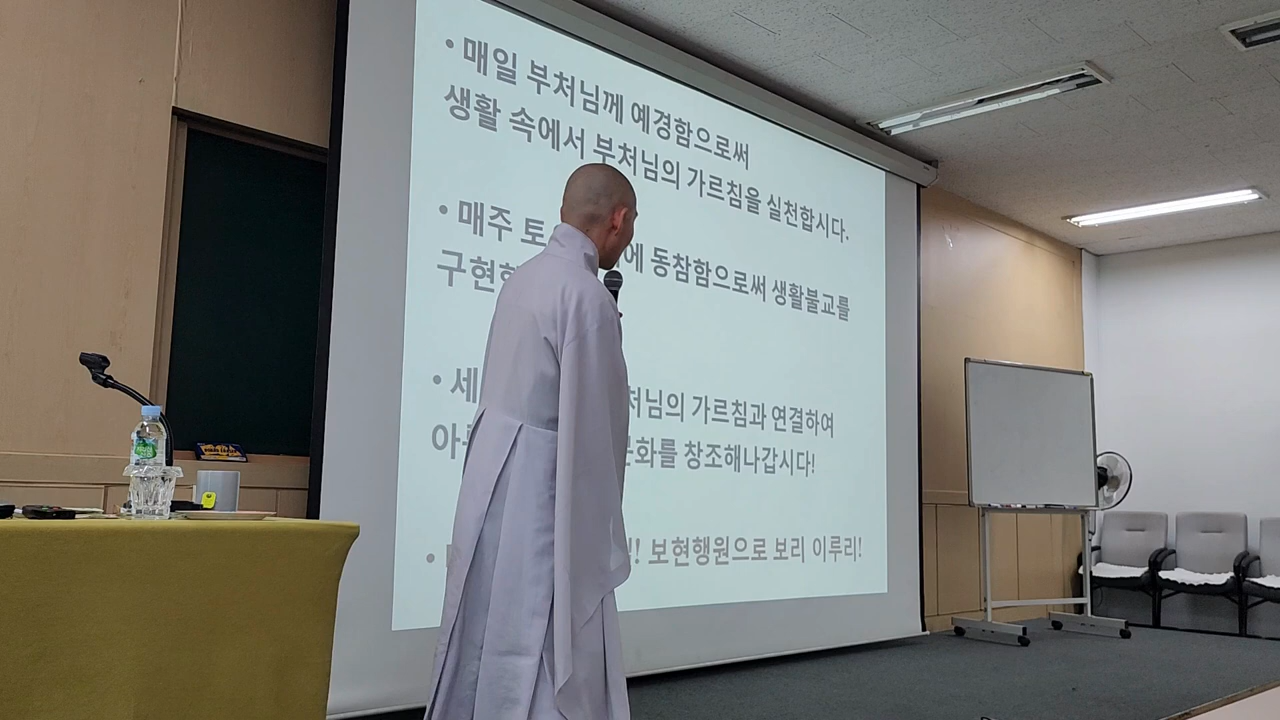 • 매일 부처님께 예경함으로써
생활 속에서 부처님의 가르침을 실천합시다.
• 매주 토 에 동참함으로써 생활불교를
구현
• 세 처님의 가르침과 연결하여
문화를 창조해나갑시다!
• ! 보현행원으로 보리 이루리!